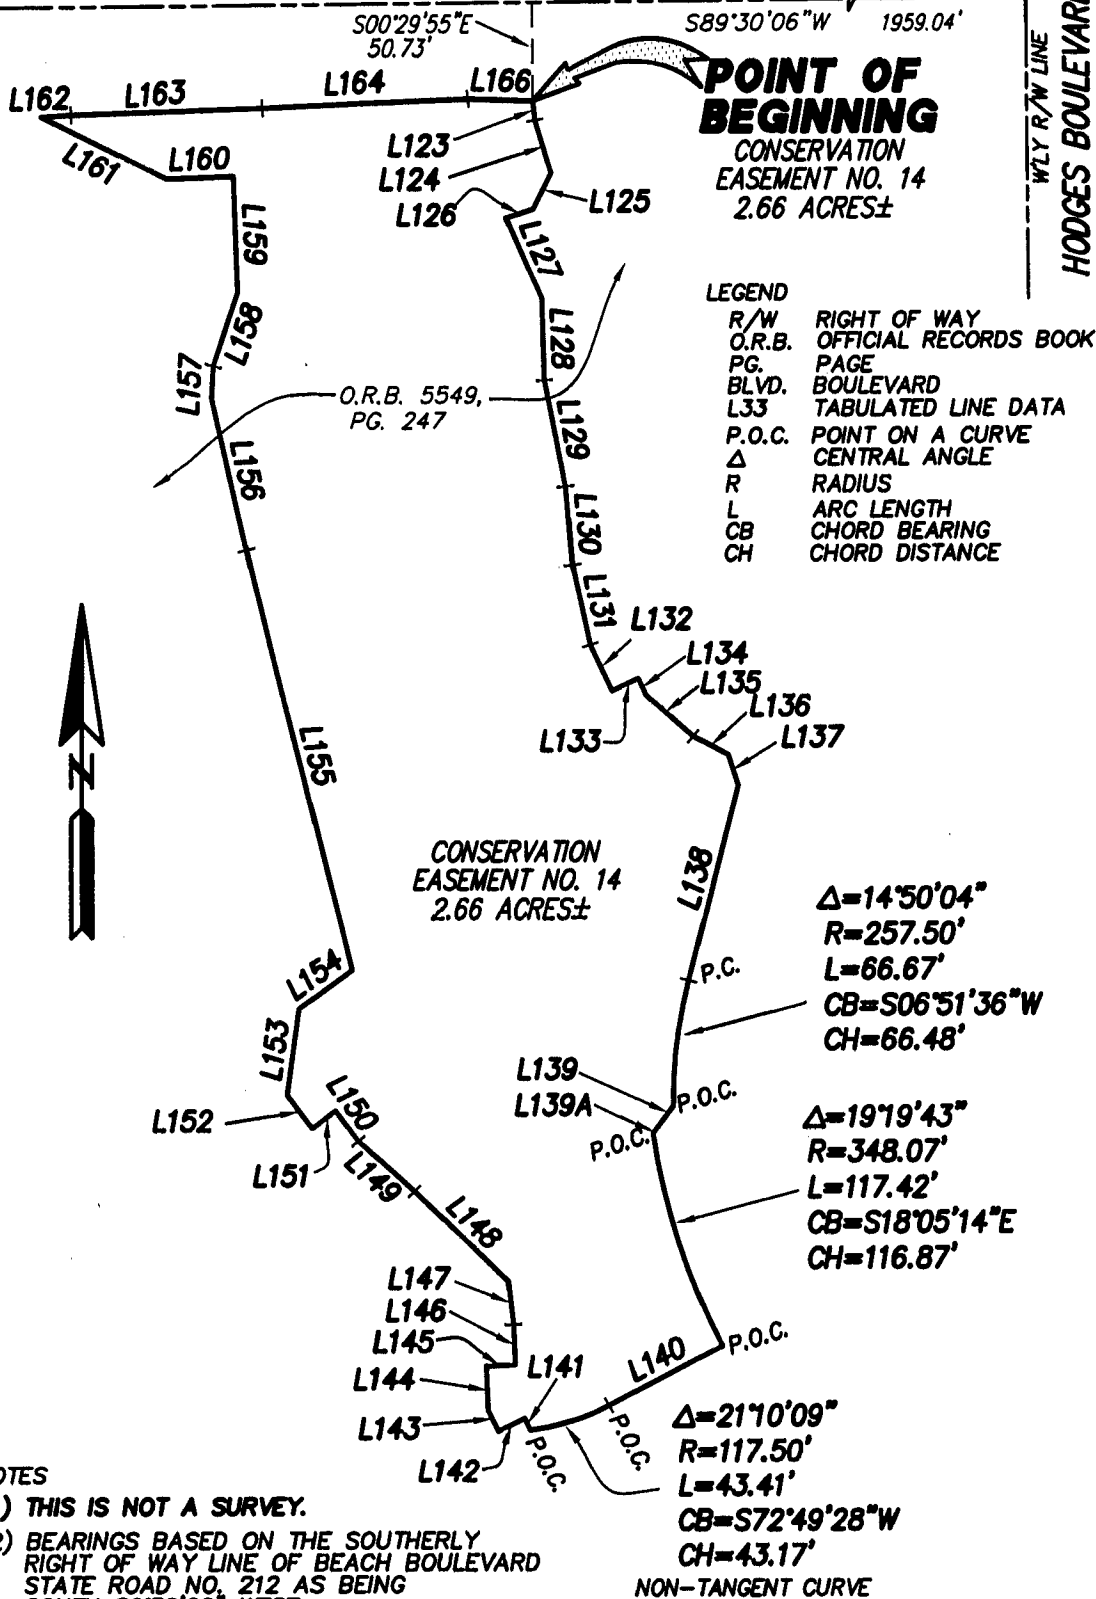 S00°29'55"E
50.73'
S89°30'06"W 1959.04'
W'LY R/W LINE
HODGES BOULEVARD
POINT OF
BEGINNING
CONSERVATION
EASEMENT NO. 14
2.66 ACRES±
L162
L163
L164
L166
L161
L160
L123
L124
L125
L126
L127
L159
L158
L128
L157
O.R.B. 5549,
PG. 247
L129
L156
L130
L131
LEGEND
R/W RIGHT OF WAY
O.R.B. OFFICIAL RECORDS BOOK
PG. PAGE
BLVD. BOULEVARD
L33 TABULATED LINE DATA
P.O.C. POINT ON A CURVE
Δ CENTRAL ANGLE
R RADIUS
L ARC LENGTH
CB CHORD BEARING
CH CHORD DISTANCE
L132
L134
L135
L136
L133
L137
N
L155
L138
CONSERVATION
EASEMENT NO. 14
2.66 ACRES±
Δ=14°50'04"
R=257.50'
L=66.67'
CB=S06°51'36"W
CH=66.48'
L154
P.C.
L153
L139
L139A
P.O.C.
P.O.C.
L152
L150
L151
L149
L148
Δ=19°19'43"
R=348.07'
L=117.42'
CB=S18°05'14"E
CH=116.87'
L147
L146
L145
L144
L143
L142
L141
L140
P.O.C.
P.O.C.
P.O.C.
Δ=21°10'09"
R=117.50'
L=43.41'
CB=S72°49'28"W
CH=43.17'
NON-TANGENT CURVE
OTES
) THIS IS NOT A SURVEY.
2) BEARINGS BASED ON THE SOUTHERLY
RIGHT OF WAY LINE OF BEACH BOULEVARD
STATE ROAD NO. 212 AS BEING